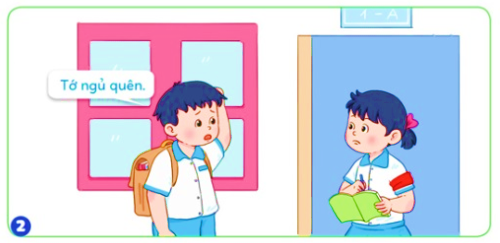 1 - A
Tớ ngủ quên.
2